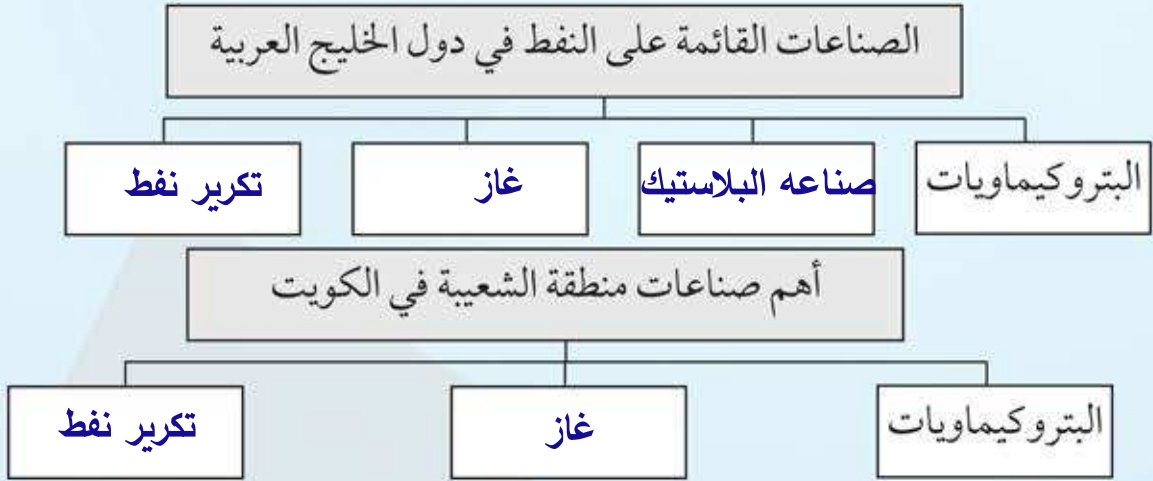 الصناعات القائمة على النفط في دول الخليج العربية
البتروكيماويات
صناعه البلاستيك
غاز
تكرير نفط
أهم صناعات منطقة الشعيبة في الكويت
البتروكيماويات
غاز
تكرير نفط